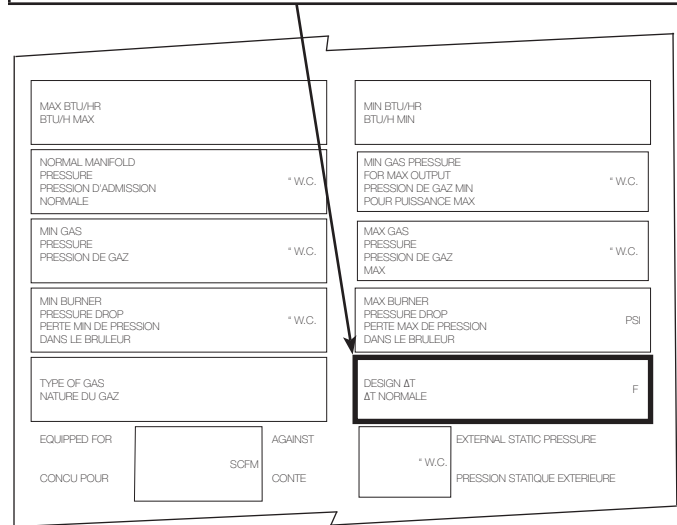 MAX BTU/HR
BTU/H MAX
MIN BTU/HR
BTU/H MIN
NORMAL MANIFOLD
PRESSURE
PRESSION D'ADMISSION
NORMALE
" W.C.
MIN GAS PRESSURE
FOR MAX OUTPUT
PRESSION DE GAZ MIN
POUR PUISSANCE MAX
" W.C.
MIN GAS
PRESSURE
PRESSION DE GAZ
" W.C.
MAX GAS
PRESSURE
PRESSION DE GAZ
MAX
" W.C.
MIN BURNER
PRESSURE DROP
PERTE MIN DE PRESSION
DANS LE BRULEUR
" W.C.
MAX BURNER
PRESSURE DROP
PERTE MAX DE PRESSION
DANS LE BRULEUR
PSI
TYPE OF GAS
NATURE DU GAZ
DESIGN ΔT
ΔT NORMALE
F
EQUIPPED FOR
CONCU POUR
SCFM
AGAINST
CONTE
" W.C.
EXTERNAL STATIC PRESSURE
PRESSION STATIQUE EXTERIEURE